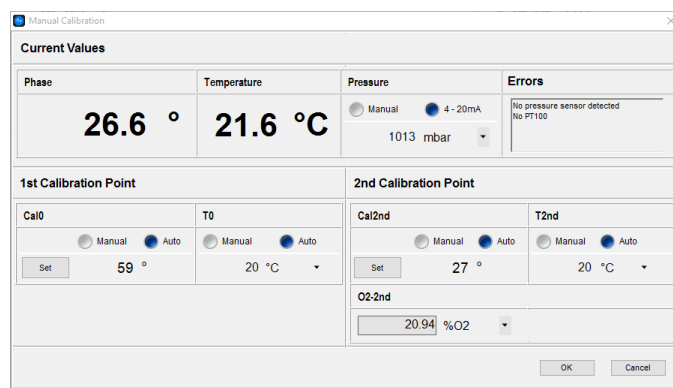 Manual Calibration
Current Values
Phase
Temperature
Pressure
Errors
26.6 °
21.6 °C
Manual
4 - 20mA
1013 mbar
No pressure sensor detected
No PT100
1st Calibration Point
2nd Calibration Point
Cal0
T0
Cal2nd
T2nd
Manual
Auto
Manual
Auto
Manual
Auto
Manual
Auto
Set
59 °
20 °C
Set
27 °
20 °C
O2-2nd
20.94 %O2
OK
Cancel